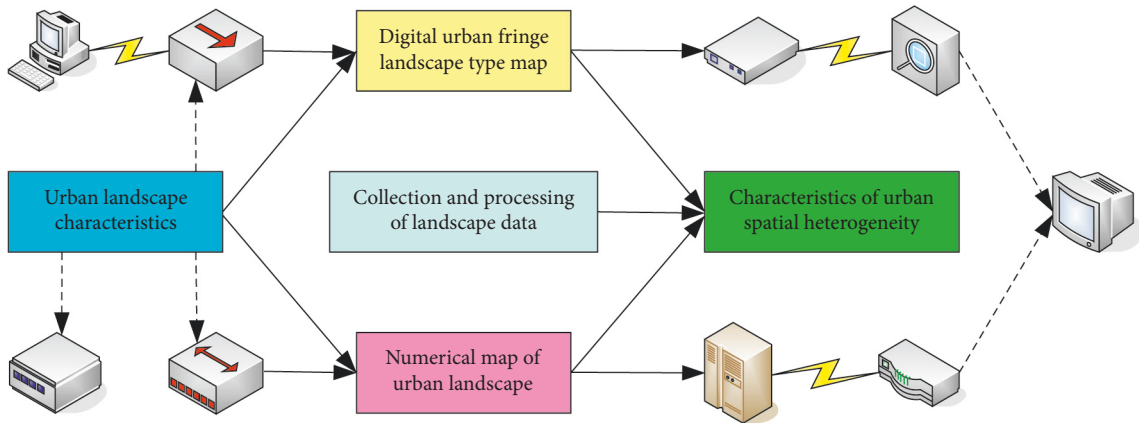 Digital urban fringe
landscape type map
Urban landscape
characteristics
Collection and processing
of landscape data
Characteristics of urban
spatial heterogeneity
Numerical map of
urban landscape